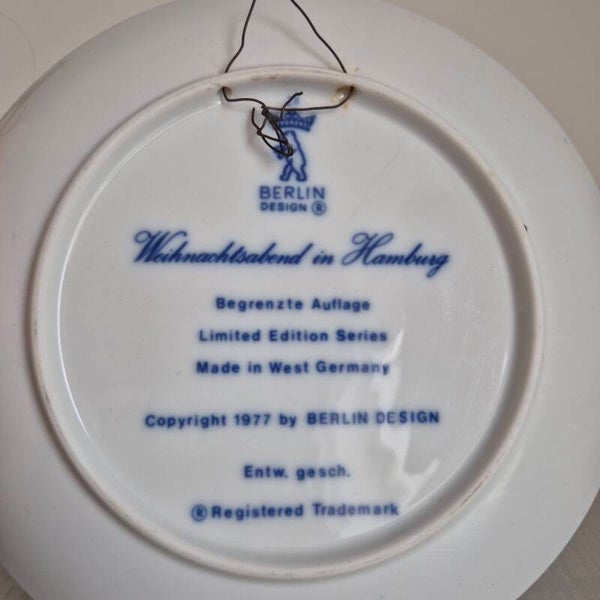 BERLIN
DESIGN ®
Weihnachtsabend in Hamburg
Begrenzte Auflage
Limited Edition Series
Made in West Germany
Copyright 1977 by BERLIN DESIGN
Entw. gesch.
® Registered Trademark